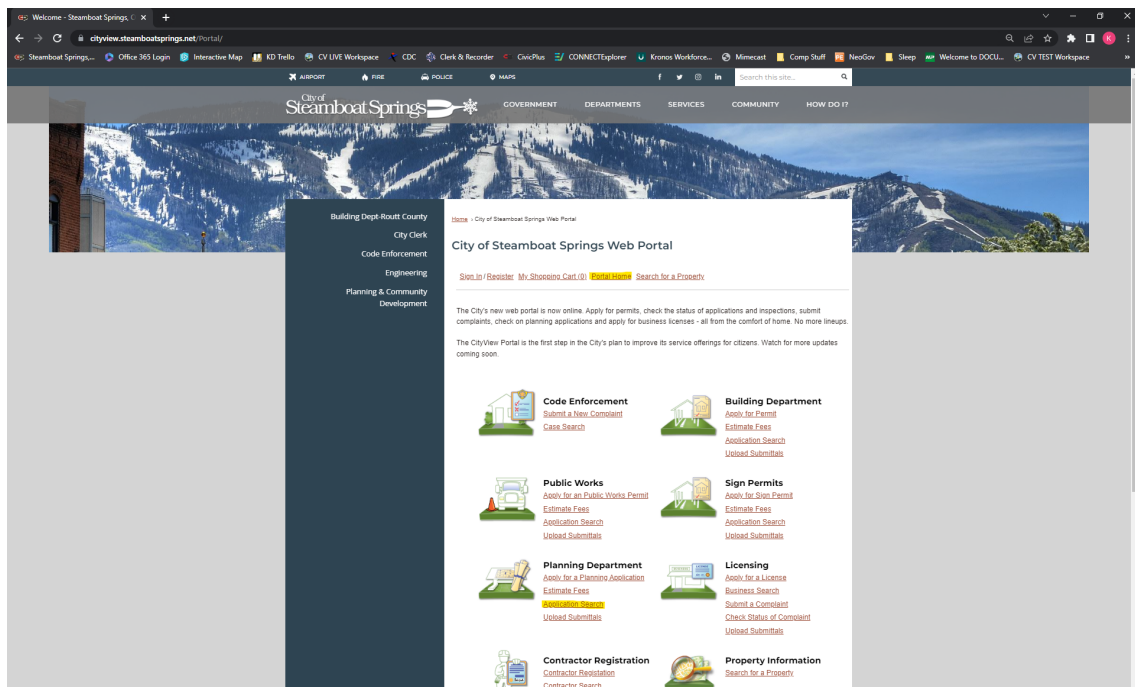 Welcome - Steamboat Springs, C
cityview.steamboatsprings.net/Portal/
Steamboat Springs,... Office 365 Login Interactive Map KD Trello CV LIVE Workspace CDC Clerk & Recorder CivicPlus CONNECTExplorer Kronos Workforce... Mimecast Comp Stuff NeoGov Sleep Welcome to DOCU... CV TEST Workspace »
AIRPORT FIRE POLICE MAPS Search this site...
City of
Steamboat Springs
GOVERNMENT DEPARTMENTS SERVICES COMMUNITY HOW DO I?
Building Dept-Routt County
City Clerk
Code Enforcement
Engineering
Planning & Community
Development
Home › City of Steamboat Springs Web Portal
City of Steamboat Springs Web Portal
Sign In / Register My Shopping Cart (0) Portal Home Search for a Property
The City's new web portal is now online. Apply for permits, check the status of applications and inspections, submit
complaints, check on planning applications and apply for business licenses - all from the comfort of home. No more lineups.
The CityView Portal is the first step in the City's plan to improve its service offerings for citizens. Watch for more updates
coming soon.
Code Enforcement
Submit a New Complaint
Case Search
Building Department
Apply for Permit
Estimate Fees
Application Search
Upload Submittals
Public Works
Apply for an Public Works Permit
Estimate Fees
Application Search
Upload Submittals
Sign Permits
Apply for Sign Permit
Estimate Fees
Application Search
Upload Submittals
Planning Department
Apply for a Planning Application
Estimate Fees
Application Search
Upload Submittals
Licensing
Apply for a License
Business Search
Submit a Complaint
Check Status of Complaint
Upload Submittals
Contractor Registration
Contractor Registation
Contractor Search
Property Information
Search for a Property